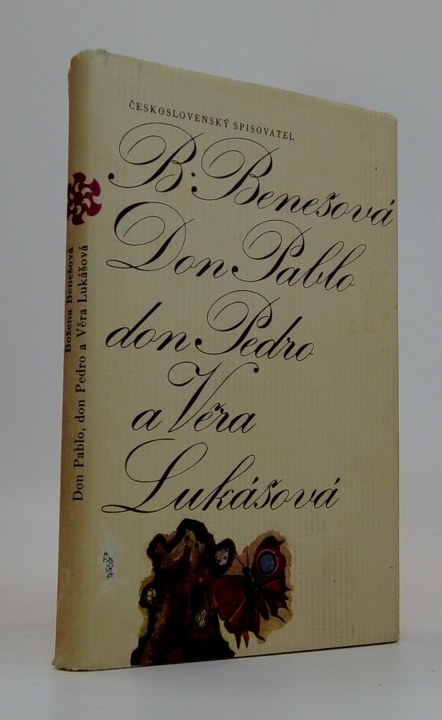 ČESKOSLOVENSKÝ SPISOVATEL
B. Benešová
Don Pablo
don Pedro
a Věra
Lukášová
Božena Benešová
Don Pablo, don Pedro a Věra Lukášová